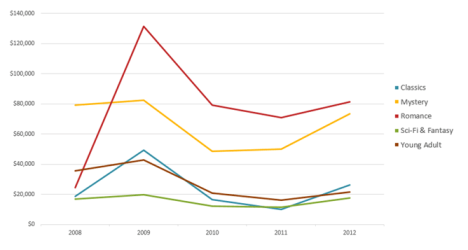 $140,000
$120,000
$100,000
$80,000
$60,000
$40,000
$20,000
$0
2008 2009 2010 2011 2012
Classics
Mystery
Romance
Sci-Fi & Fantasy
Young Adult